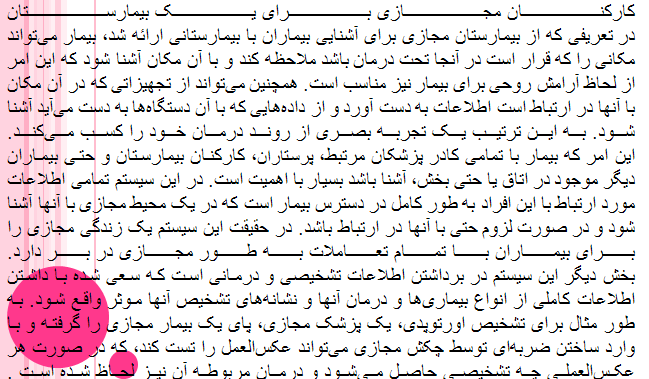 کارکنان مجازی برای یک بیمارستان
در تعریفی که از بیمارستان مجازی برای آشنایی بیماران با بیمارستانی ارائه شد، بیمار می‌تواند
مکانی را که قرار است در آنجا تحت درمان باشد ملاحظه کند و با آن مکان آشنا شود که این امر
از لحاظ آرامش روحی برای بیمار نیز مناسب است. همچنین می‌تواند از تجهیزاتی که در آن مکان
با آنها در ارتباط است اطلاعات به دست آورد و از داده‌هایی که با آن دستگاه‌ها به دست می‌آید آشنا
شود. به این ترتیب یک تجربه بصری از روند درمان خود را کسب می‌کند.
این امر که بیمار با تمامی کادر پزشکان مرتبط، پرستاران، کارکنان بیمارستان و حتی بیماران
دیگر موجود در اتاق یا حتی بخش، آشنا باشد بسیار با اهمیت است. در این سیستم تمامی اطلاعات
مورد ارتباط با این افراد به طور کامل در دسترس بیمار است که در یک محیط مجازی با آنها آشنا
شود و در صورت لزوم حتی با آنها در ارتباط باشد. در حقیقت این سیستم یک زندگی مجازی را
برای بیماران با تمام تعاملات به طور مجازی در بر دارد.
بخش دیگر این سیستم در برداشتن اطلاعات تشخیصی و درمانی است که سعی شده با داشتن
اطلاعات کاملی از انواع بیماری‌ها و درمان آنها و نشانه‌های تشخیص آنها موثر واقع شود. به
طور مثال برای تشخیص اورتوپدی، یک پزشک مجازی، پای یک بیمار مجازی را گرفته و با
وارد ساختن ضربه‌ای توسط چکش مجازی می‌تواند عکس‌العمل را تست کند، که در صورت هر
عکس‌العملی چه تشخیصی حاصل می‌شود و درمان مربوطه آن نیز لحاظ شده است .